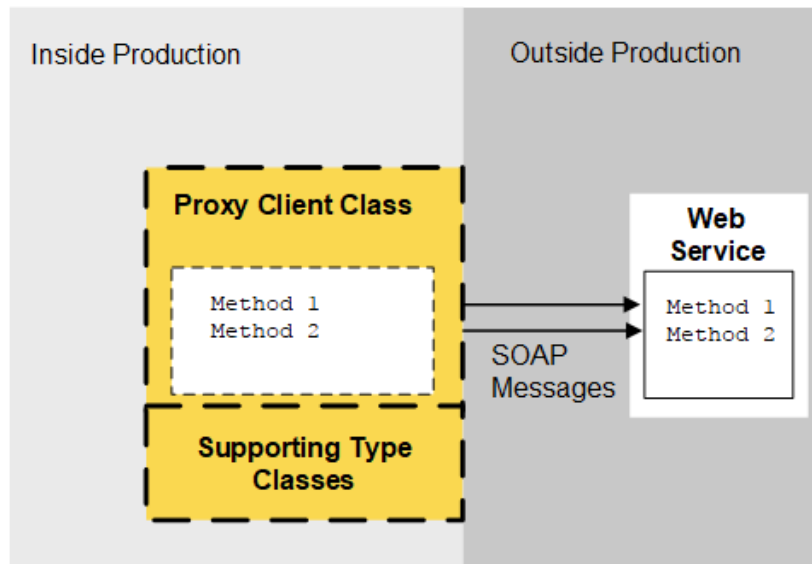 Inside Production
Outside Production
Proxy Client Class
Method 1
Method 2
Supporting Type
Classes
SOAP
Messages
Web
Service
Method 1
Method 2